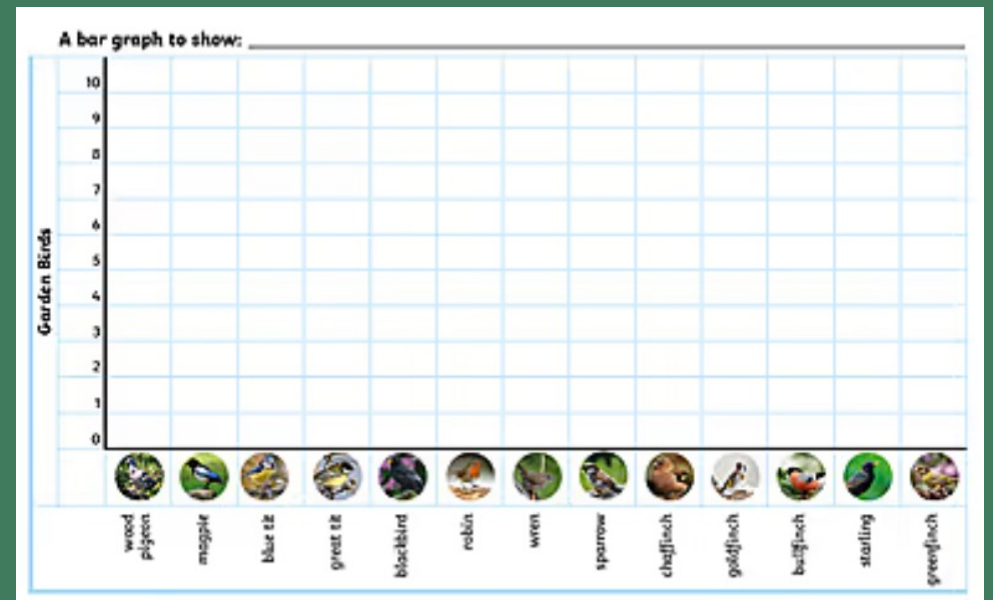 A bar graph to show:
Garden Birds
10
9
8
7
6
5
4
3
2
1
0
wood
pigeon
magpie
blue tit
great tit
blackbird
robin
wren
sparrow
chaffinch
goldfinch
bullfinch
starling
greenfinch